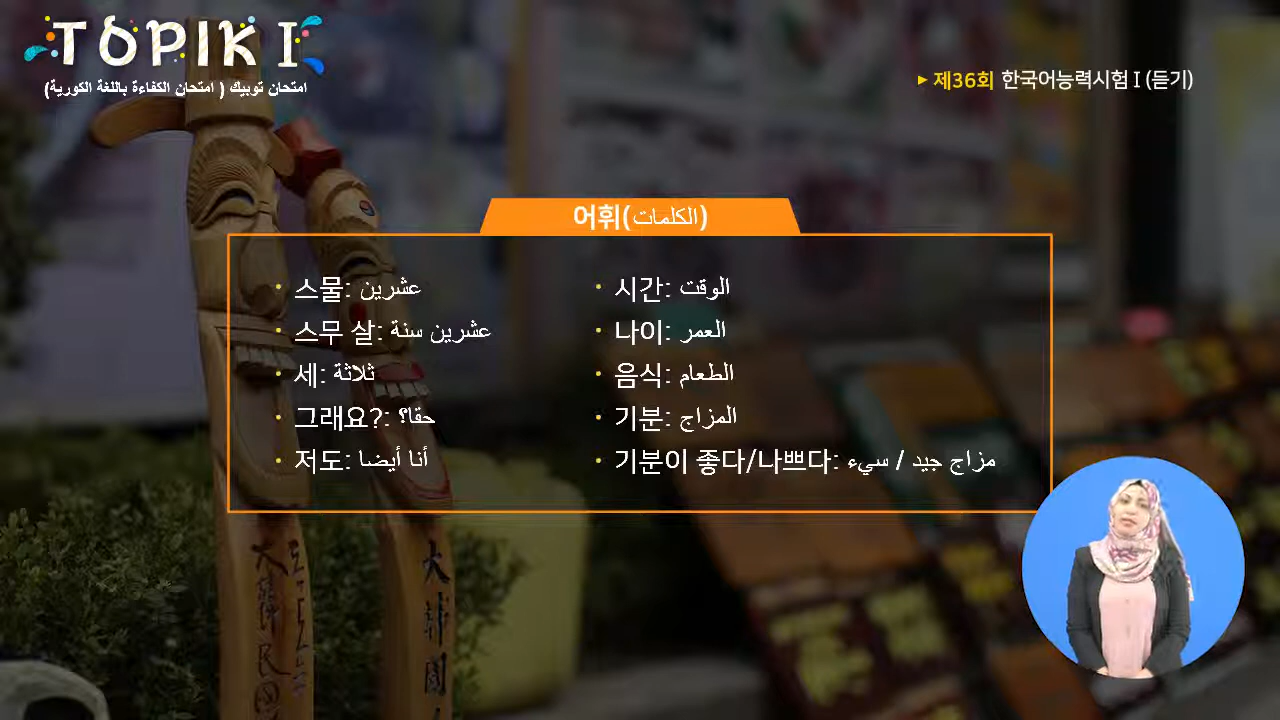 TOPIK I
امتحان توبيك ( امتحان الكفاءة باللغة الكورية)
▸ 제36회 한국어능력시험 I (듣기)
어휘(الكلمات)
• 스물: عشرين
• 스무 살: عشرين سنة
• 세: ثلاثة
• 그래요?: حقا؟
• 저도: أنا أيضا
• 시간: الوقت
• 나이: العمر
• 음식: الطعام
• 기분: المزاج
• 기분이 좋다/나쁘다: مزاج جيد / سيء